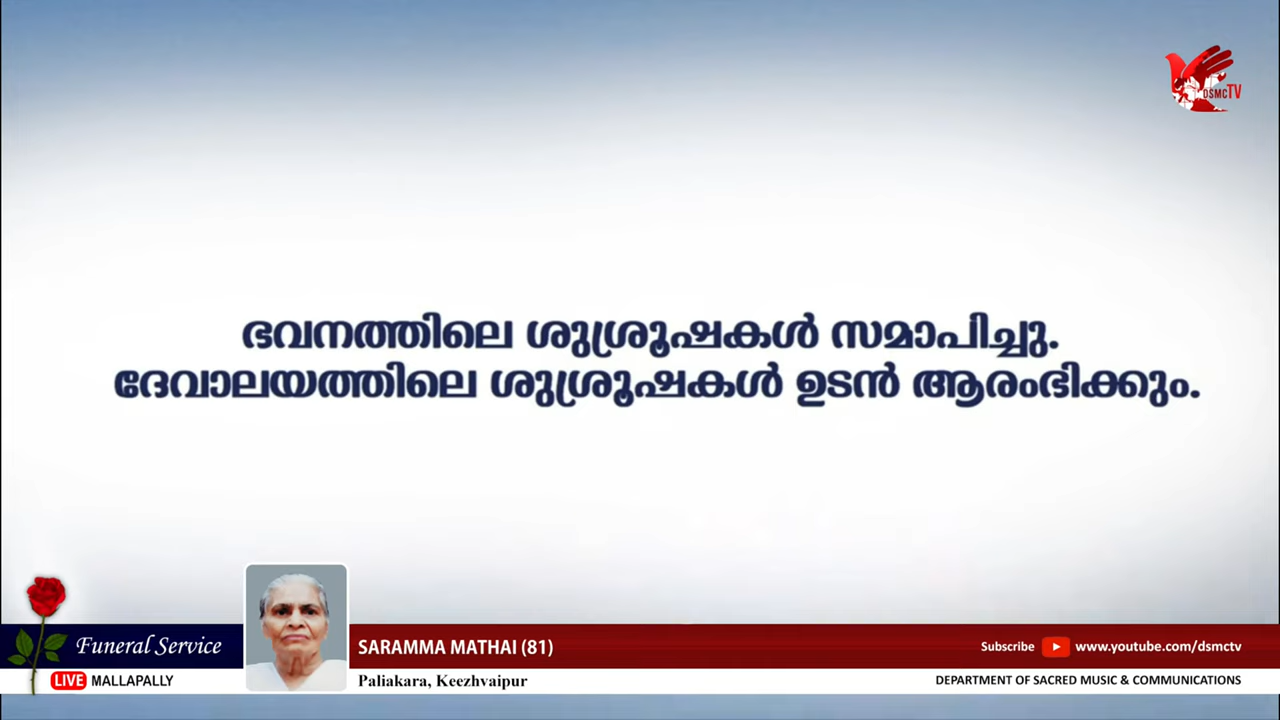 DSMCTV
ഭവനത്തിലെ ശുശ്രൂഷകൾ സമാപിച്ചു.
ദേവാലയത്തിലെ ശുശ്രൂഷകൾ ഉടൻ ആരംഭിക്കും.
Funeral Service
SARAMMA MATHAI (81)
Subscribe www.youtube.com/dsmctv
LIVE MALLAPALLY
Paliakara, Keezhvaipur
DEPARTMENT OF SACRED MUSIC & COMMUNICATIONS